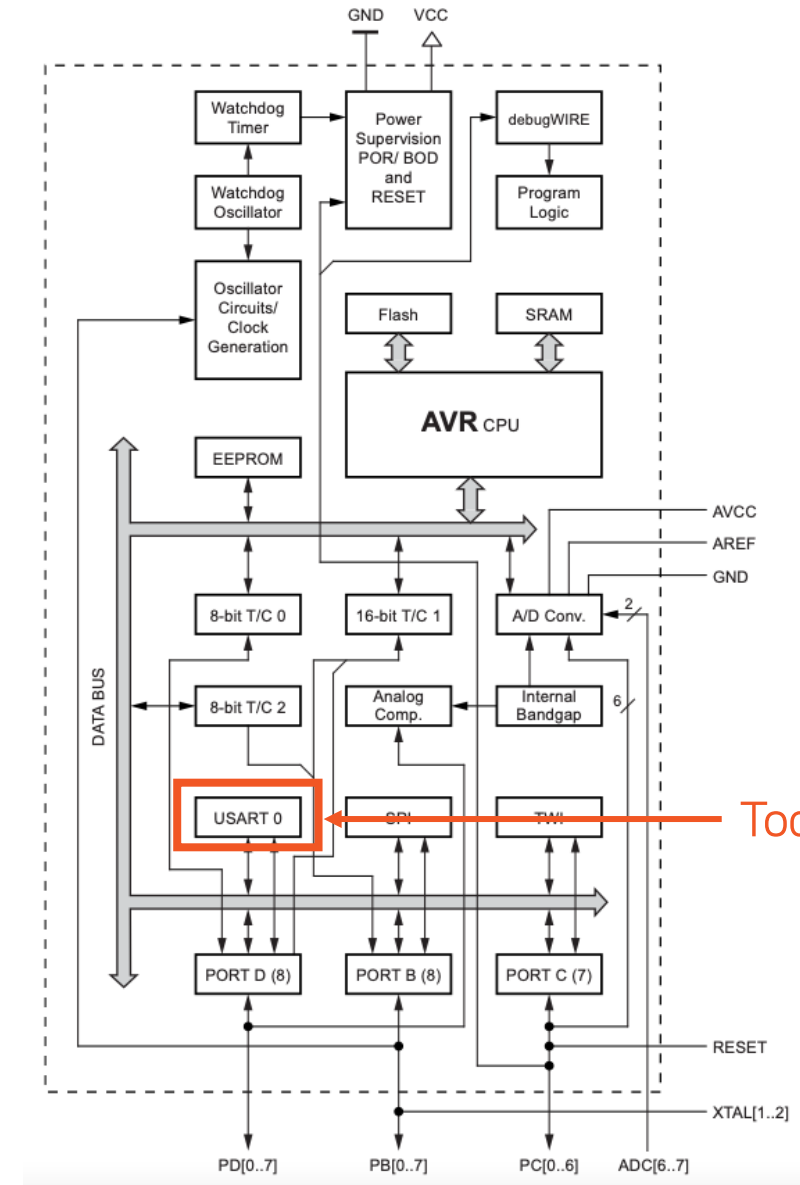 GND VCC
Watchdog
Timer
Power
Supervision
POR/ BOD
and
RESET
debugWIRE
Watchdog
Oscillator
Program
Logic
Oscillator
Circuits/
Clock
Generation
Flash
SRAM
AVR CPU
EEPROM
AVCC
AREF
GND
8-bit T/C 0
16-bit T/C 1
A/D Conv.
2
DATA BUS
8-bit T/C 2
Analog
Comp.
Internal
Bandgap
6
USART 0
SPI
TWI
PORT D (8)
PORT B (8)
PORT C (7)
RESET
XTAL[1..2]
PD[0..7]
PB[0..7]
PC[0..6]
ADC[6..7]